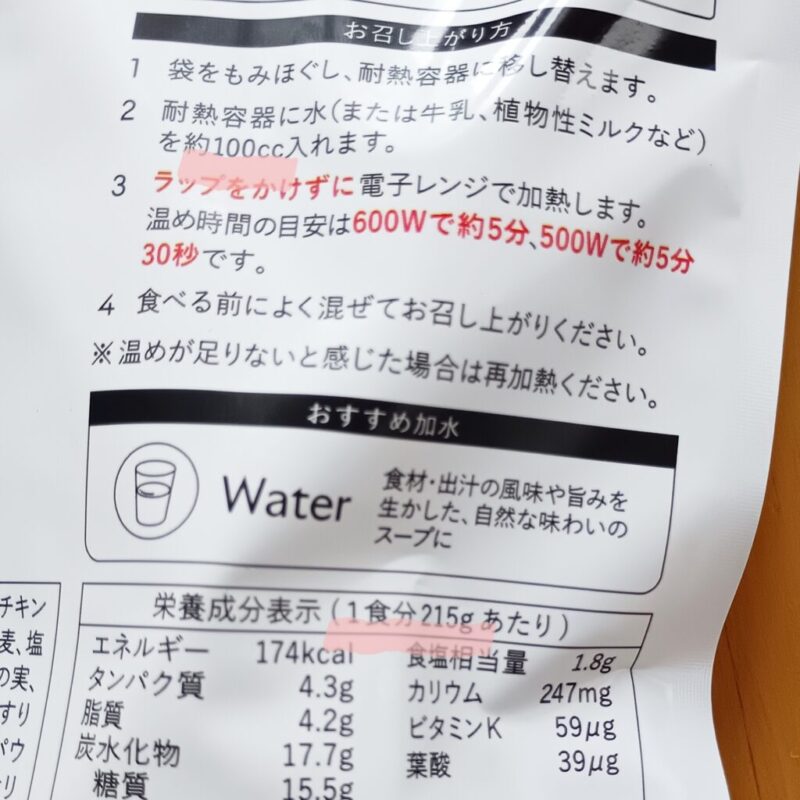 お召し上がり方
1 袋をもみほぐし、耐熱容器に移し替えます。
2 耐熱容器に水(または牛乳、植物性ミルクなど)
を約100cc入れます。
3 ラップをかけずに電子レンジで加熱します。
温め時間の目安は600Wで約5分、500Wで約5分
30秒です。
4 食べる前によく混ぜてお召し上がりください。
※温めが足りないと感じた場合は再加熱ください。
おすすめ加水
Water
食材・出汁の風味や旨みを
生かした、自然な味わいの
スープに
チキン
麦、塩
の実、
すり
パウ
栄養成分表示(1食分215gあたり)
エネルギー 174kcal
タンパク質 4.3g
脂質 4.2g
炭水化物 17.7g
糖質 15.5g
食塩相当量 1.8g
カリウム 247mg
ビタミンK 59μg
葉酸 39μg